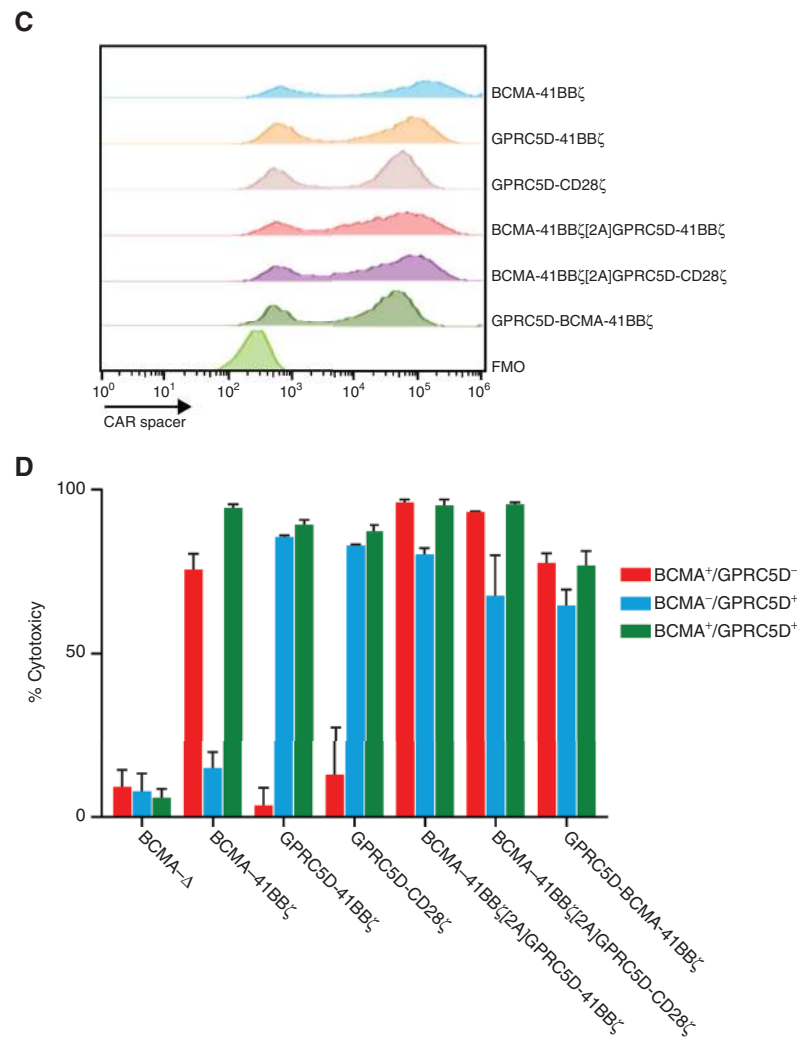 C
BCMA-41BBζ
GPRC5D-41BBζ
GPRC5D-CD28ζ
BCMA-41BBζ[2A]GPRC5D-41BBζ
BCMA-41BBζ[2A]GPRC5D-CD28ζ
GPRC5D-BCMA-41BBζ
FMO
10⁰ 10¹ 10² 10³ 10⁴ 10⁵ 10⁶
CAR spacer
D
100
50
0
% Cytotoxicy
BCMA⁺/GPRC5D⁻
BCMA⁻/GPRC5D⁺
BCMA⁺/GPRC5D⁺
BCMA–Δ
BCMA–41BBζ
GPRC5D-41BBζ
GPRC5D-CD28ζ
BCMA–41BBζ[2A]GPRC5D-41BBζ
BCMA–41BBζ[2A]GPRC5D-CD28ζ
GPRC5D-BCMA-41BBζ